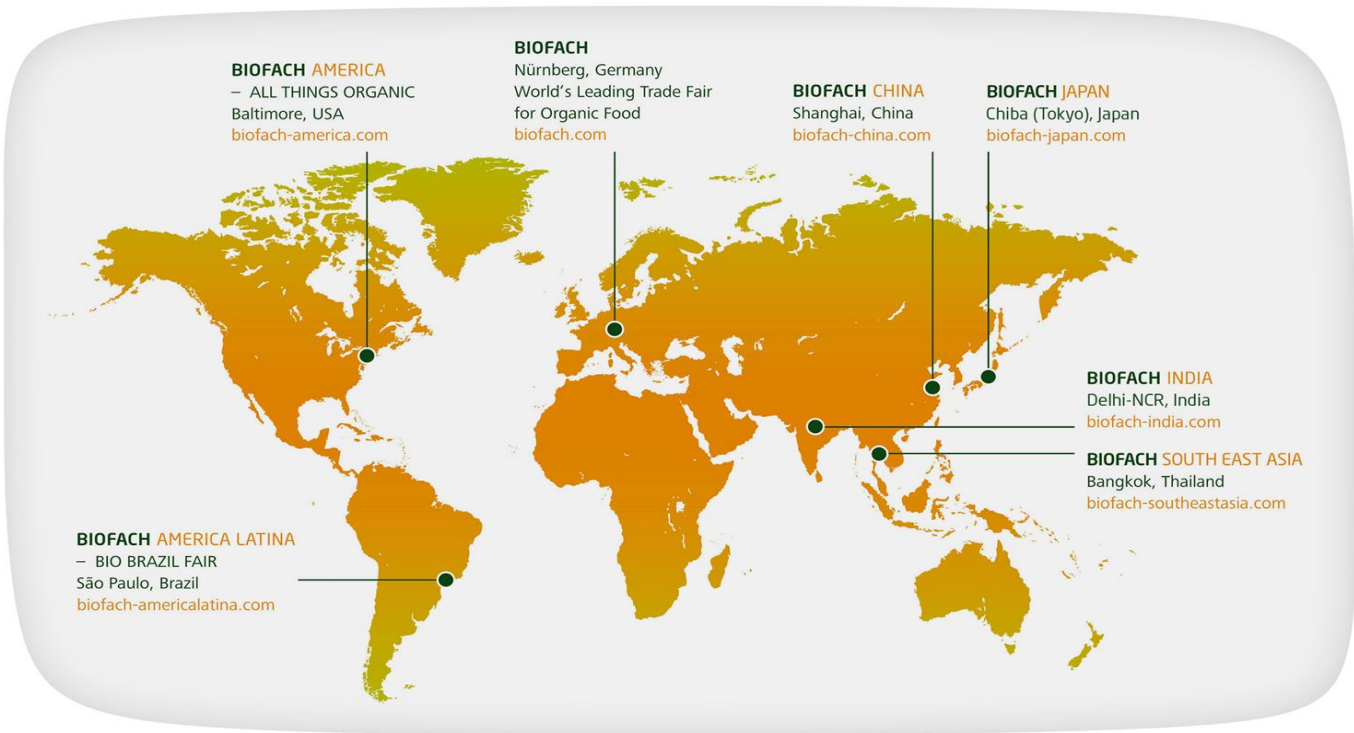 BIOFACH AMERICA
– ALL THINGS ORGANIC
Baltimore, USA
biofach-america.com
BIOFACH
Nürnberg, Germany
World's Leading Trade Fair
for Organic Food
biofach.com
BIOFACH CHINA
Shanghai, China
biofach-china.com
BIOFACH JAPAN
Chiba (Tokyo), Japan
biofach-japan.com
BIOFACH INDIA
Delhi-NCR, India
biofach-india.com
BIOFACH SOUTH EAST ASIA
Bangkok, Thailand
biofach-southeastasia.com
BIOFACH AMERICA LATINA
– BIO BRAZIL FAIR
São Paulo, Brazil
biofach-americalatina.com